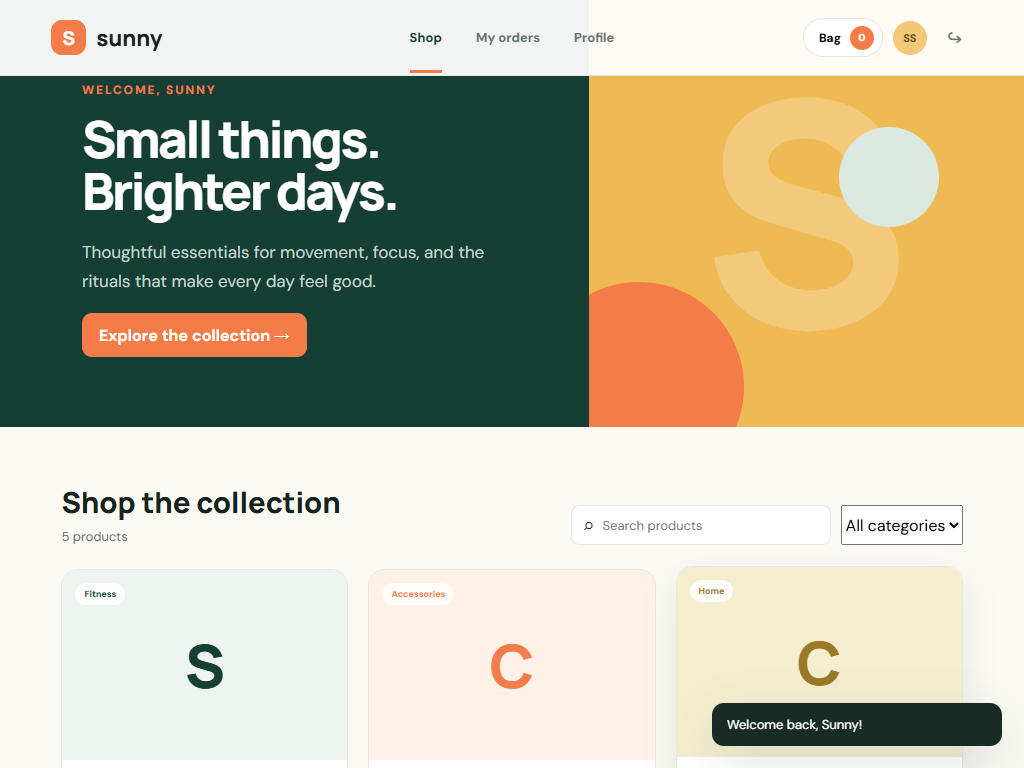 S sunny
Shop My orders Profile
Bag 0 SS ↪
WELCOME, SUNNY
Small things.
Brighter days.
Thoughtful essentials for movement, focus, and the
rituals that make every day feel good.
Explore the collection →
S
Shop the collection
5 products
Search products
All categories
Fitness
S
Accessories
C
Home
C
Welcome back, Sunny!